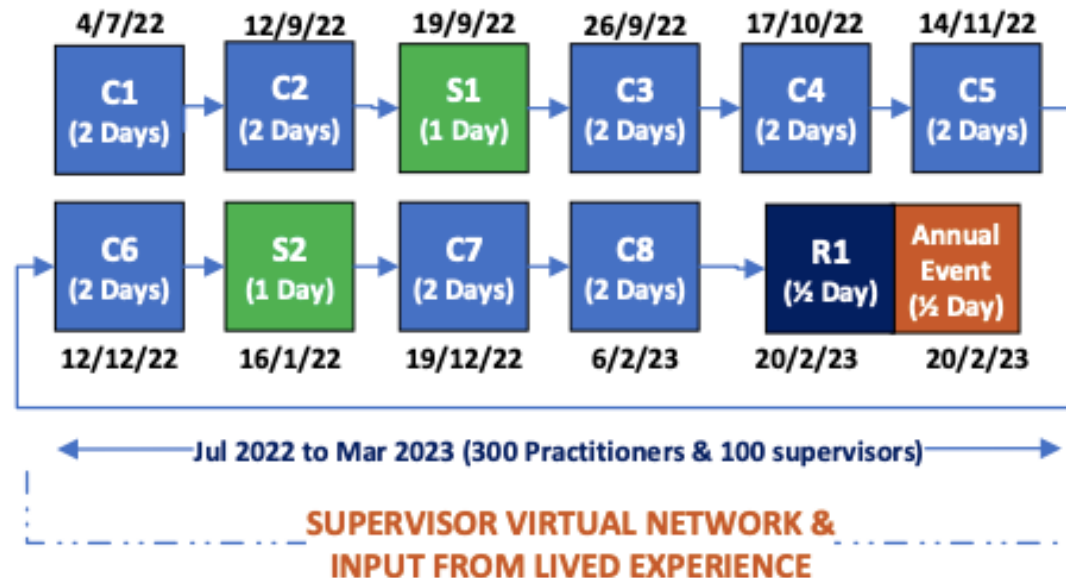 4/7/22 12/9/22 19/9/22 26/9/22 17/10/22 14/11/22
C1 C2 S1 C3 C4 C5
(2 Days) (2 Days) (1 Day) (2 Days) (2 Days) (2 Days)
C6 S2 C7 C8 R1 Annual Event
(2 Days) (1 Day) (2 Days) (2 Days) (½ Day) (½ Day)
12/12/22 16/1/22 19/12/22 6/2/23 20/2/23 20/2/23
Jul 2022 to Mar 2023 (300 Practitioners & 100 supervisors)
SUPERVISOR VIRTUAL NETWORK &
INPUT FROM LIVED EXPERIENCE